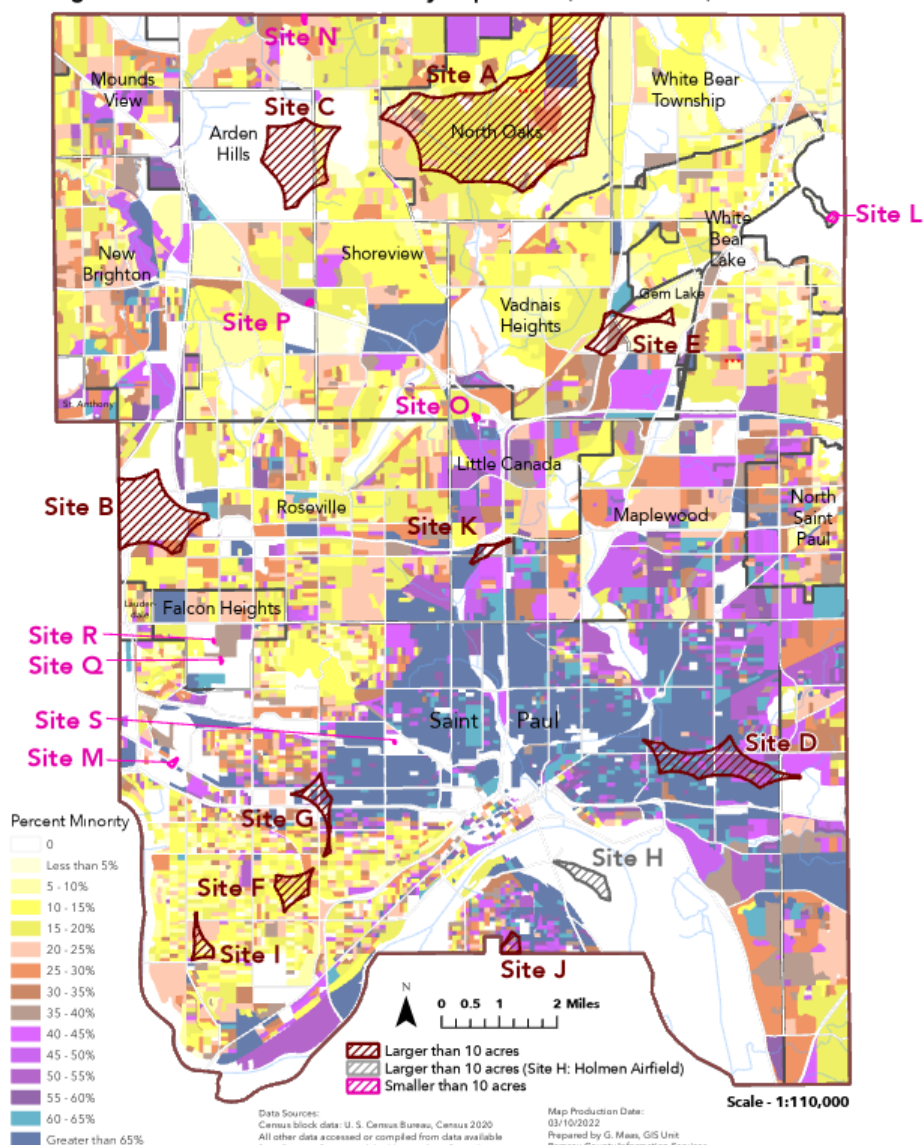 Site N
Mounds
View
Site A
White Bear
Township
Site C
Arden
Hills
North Oaks
Site L
White
Bear
Lake
New
Brighton
Shoreview
Gem Lake
Vadnais
Heights
Site P
Site E
St. Anthony
Site O
Little Canada
Site B
Roseville
Site K
Maplewood
North
Saint
Paul
Lauder-
dale
Falcon Heights
Site R
Site Q
Site S
Saint Paul
Site M
Site D
Site G
Percent Minority
0
Less than 5%
5 - 10%
10 - 15%
15 - 20%
20 - 25%
25 - 30%
30 - 35%
35 - 40%
40 - 45%
45 - 50%
50 - 55%
55 - 60%
60 - 65%
Greater than 65%
Site H
Site F
Site I
Site J
N
0 0.5 1 2 Miles
Larger than 10 acres
Larger than 10 acres (Site H: Holmen Airfield)
Smaller than 10 acres
Scale - 1:110,000
Data Sources:
Census block data: U. S. Census Bureau, Census 2020
All other data accessed or compiled from data available
Map Production Date:
03/10/2022
Prepared by G. Maas, GIS Unit